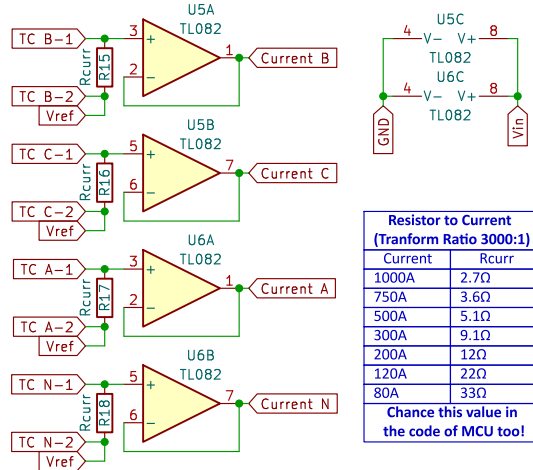 U5A
TL082
TC B-1
3
+
1
Current B
Rcurr
R15
2
−
TC B-2
Vref
U5B
TL082
TC C-1
5
+
7
Current C
Rcurr
R16
6
−
TC C-2
Vref
U6A
TL082
TC A-1
3
+
1
Current A
Rcurr
R17
2
−
TC A-2
Vref
U6B
TL082
TC N-1
5
+
7
Current N
Rcurr
R18
6
−
TC N-2
Vref
U5C
4 V- V+ 8
TL082
U6C
4 V- V+ 8
TL082
GND
Vin
Resistor to Current
(Tranform Ratio 3000:1)
Current Rcurr
1000A 2.7Ω
750A 3.6Ω
500A 5.1Ω
300A 9.1Ω
200A 12Ω
120A 22Ω
80A 33Ω
Chance this value in
the code of MCU too!